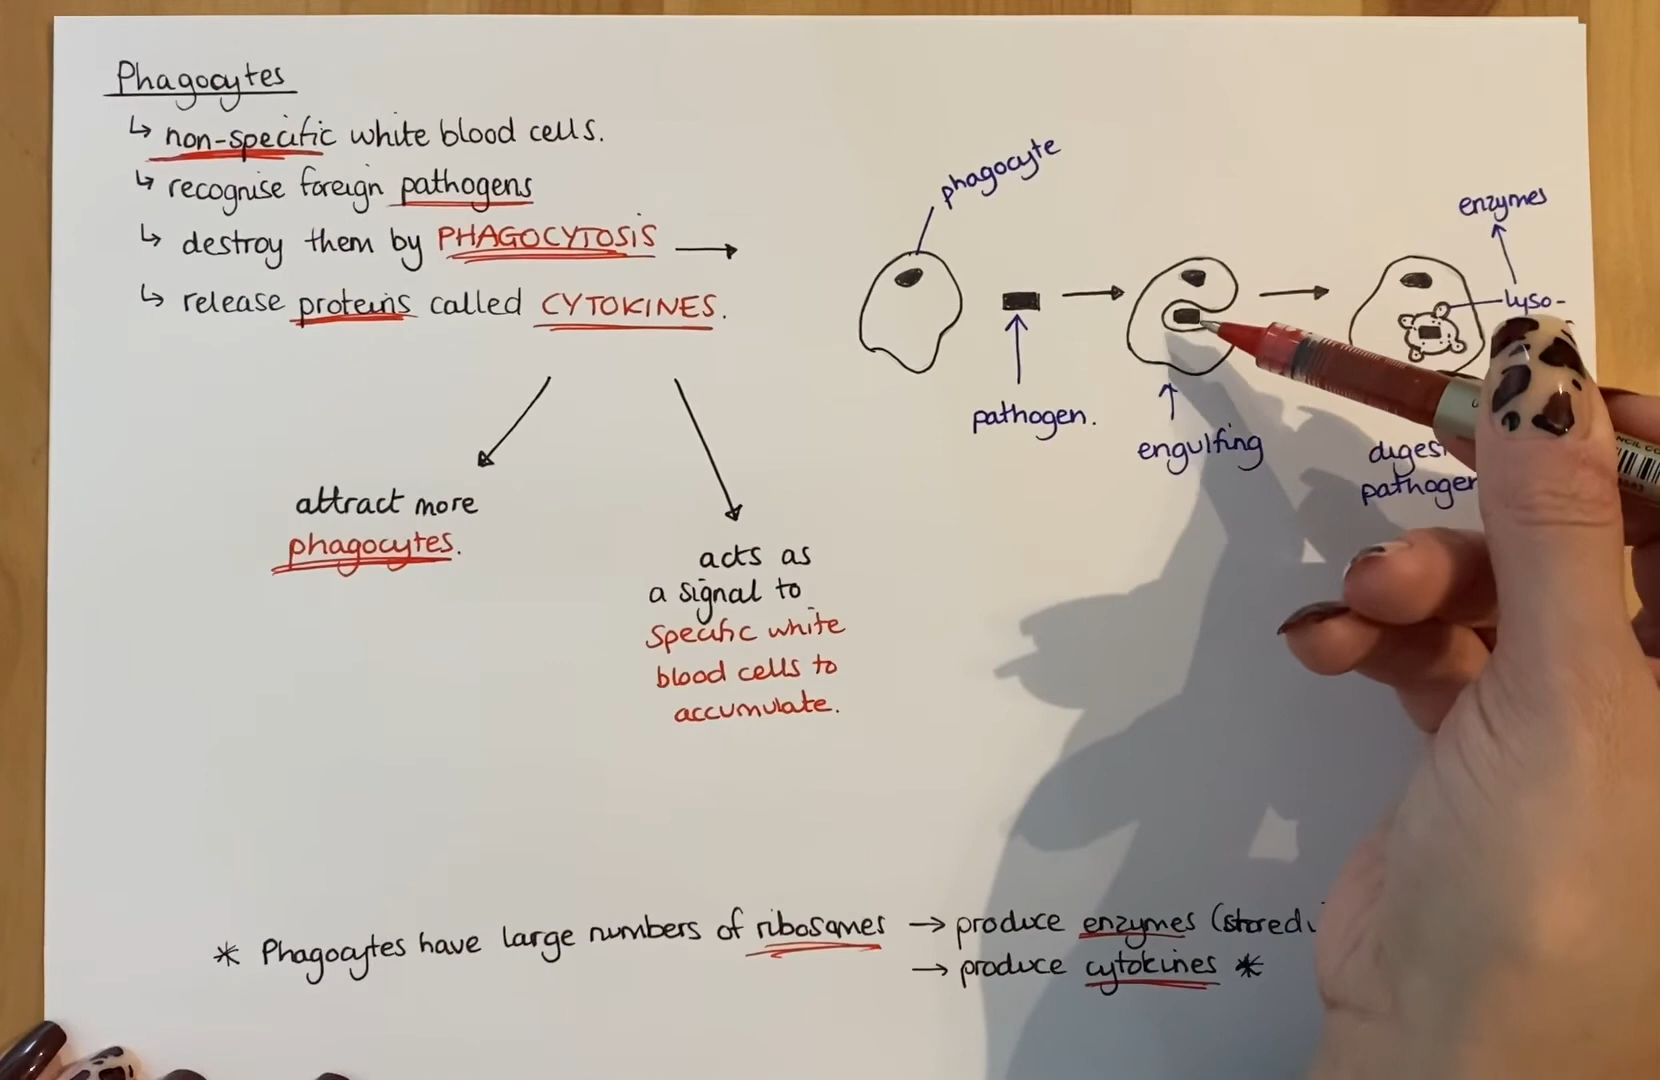 Phagocytes
↳ non-specific white blood cells.
↳ recognise foreign pathogens
↳ destroy them by PHAGOCYTOSIS →
↳ release proteins called CYTOKINES.
attract more
phagocytes.
acts as
a signal to
specific white
blood cells to
accumulate.
phagocyte
pathogen.
engulfing
enzymes
lyso-
pathogen
* Phagocytes have large numbers of ribosomes → produce enzymes (stored
→ produce cytokines *